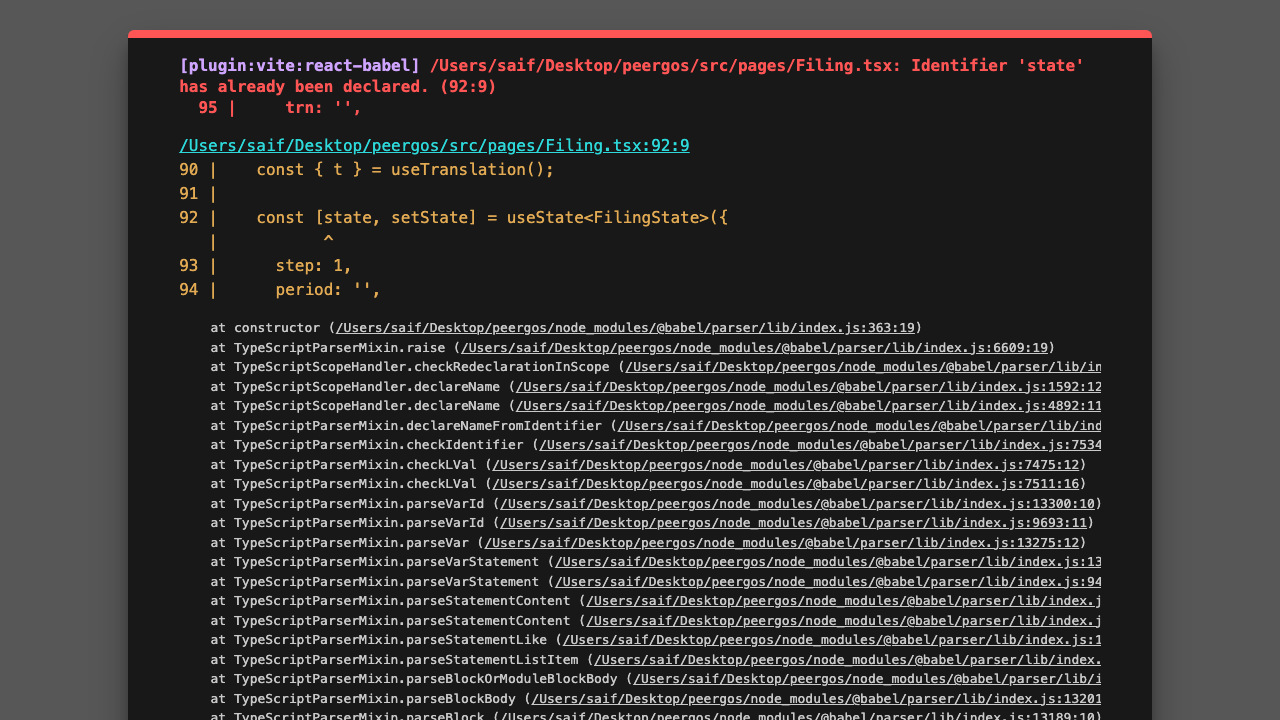 [plugin:vite:react-babel] /Users/saif/Desktop/peergos/src/pages/Filing.tsx: Identifier 'state'
has already been declared. (92:9)
  95 |     trn: '',
/Users/saif/Desktop/peergos/src/pages/Filing.tsx:92:9
90 |    const { t } = useTranslation();
91 |
92 |    const [state, setState] = useState<FilingState>({
   |           ^
93 |      step: 1,
94 |      period: '',
at constructor (/Users/saif/Desktop/peergos/node_modules/@babel/parser/lib/index.js:363:19)
at TypeScriptParserMixin.raise (/Users/saif/Desktop/peergos/node_modules/@babel/parser/lib/index.js:6609:19)
at TypeScriptScopeHandler.checkRedeclarationInScope (/Users/saif/Desktop/peergos/node_modules/@babel/parser/lib/in
at TypeScriptScopeHandler.declareName (/Users/saif/Desktop/peergos/node_modules/@babel/parser/lib/index.js:1592:12
at TypeScriptScopeHandler.declareName (/Users/saif/Desktop/peergos/node_modules/@babel/parser/lib/index.js:4892:11
at TypeScriptParserMixin.declareNameFromIdentifier (/Users/saif/Desktop/peergos/node_modules/@babel/parser/lib/ind
at TypeScriptParserMixin.checkIdentifier (/Users/saif/Desktop/peergos/node_modules/@babel/parser/lib/index.js:7534
at TypeScriptParserMixin.checkLVal (/Users/saif/Desktop/peergos/node_modules/@babel/parser/lib/index.js:7475:12)
at TypeScriptParserMixin.checkLVal (/Users/saif/Desktop/peergos/node_modules/@babel/parser/lib/index.js:7511:16)
at TypeScriptParserMixin.parseVarId (/Users/saif/Desktop/peergos/node_modules/@babel/parser/lib/index.js:13300:10)
at TypeScriptParserMixin.parseVarId (/Users/saif/Desktop/peergos/node_modules/@babel/parser/lib/index.js:9693:11)
at TypeScriptParserMixin.parseVar (/Users/saif/Desktop/peergos/node_modules/@babel/parser/lib/index.js:13275:12)
at TypeScriptParserMixin.parseVarStatement (/Users/saif/Desktop/peergos/node_modules/@babel/parser/lib/index.js:13
at TypeScriptParserMixin.parseVarStatement (/Users/saif/Desktop/peergos/node_modules/@babel/parser/lib/index.js:94
at TypeScriptParserMixin.parseStatementContent (/Users/saif/Desktop/peergos/node_modules/@babel/parser/lib/index.j
at TypeScriptParserMixin.parseStatementContent (/Users/saif/Desktop/peergos/node_modules/@babel/parser/lib/index.j
at TypeScriptParserMixin.parseStatementLike (/Users/saif/Desktop/peergos/node_modules/@babel/parser/lib/index.js:1
at TypeScriptParserMixin.parseStatementListItem (/Users/saif/Desktop/peergos/node_modules/@babel/parser/lib/index.
at TypeScriptParserMixin.parseBlockOrModuleBlockBody (/Users/saif/Desktop/peergos/node_modules/@babel/parser/lib/i
at TypeScriptParserMixin.parseBlockBody (/Users/saif/Desktop/peergos/node_modules/@babel/parser/lib/index.js:13201
at TypeScriptParserMixin.parseBlock (/Users/saif/Desktop/peergos/node_modules/@babel/parser/lib/index.js:13189:10)